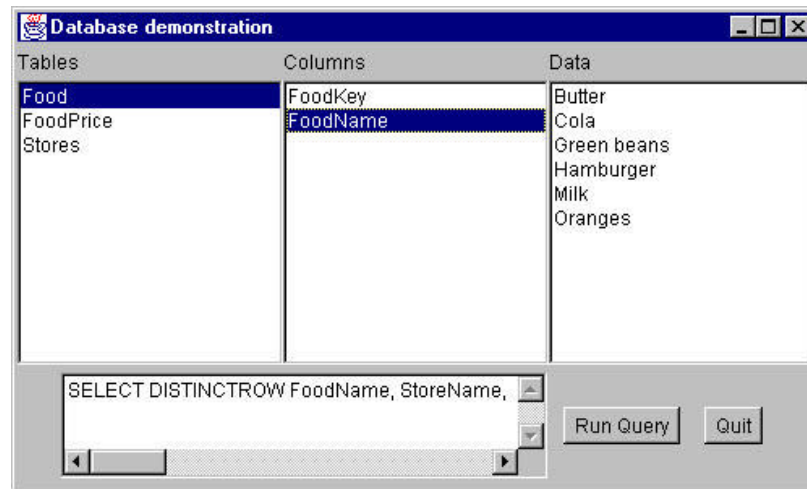 Database demonstration
Tables
Columns
Data
Food
FoodPrice
Stores
FoodKey
FoodName
Butter
Cola
Green beans
Hamburger
Milk
Oranges
SELECT DISTINCTROW FoodName, StoreName,
Run Query
Quit